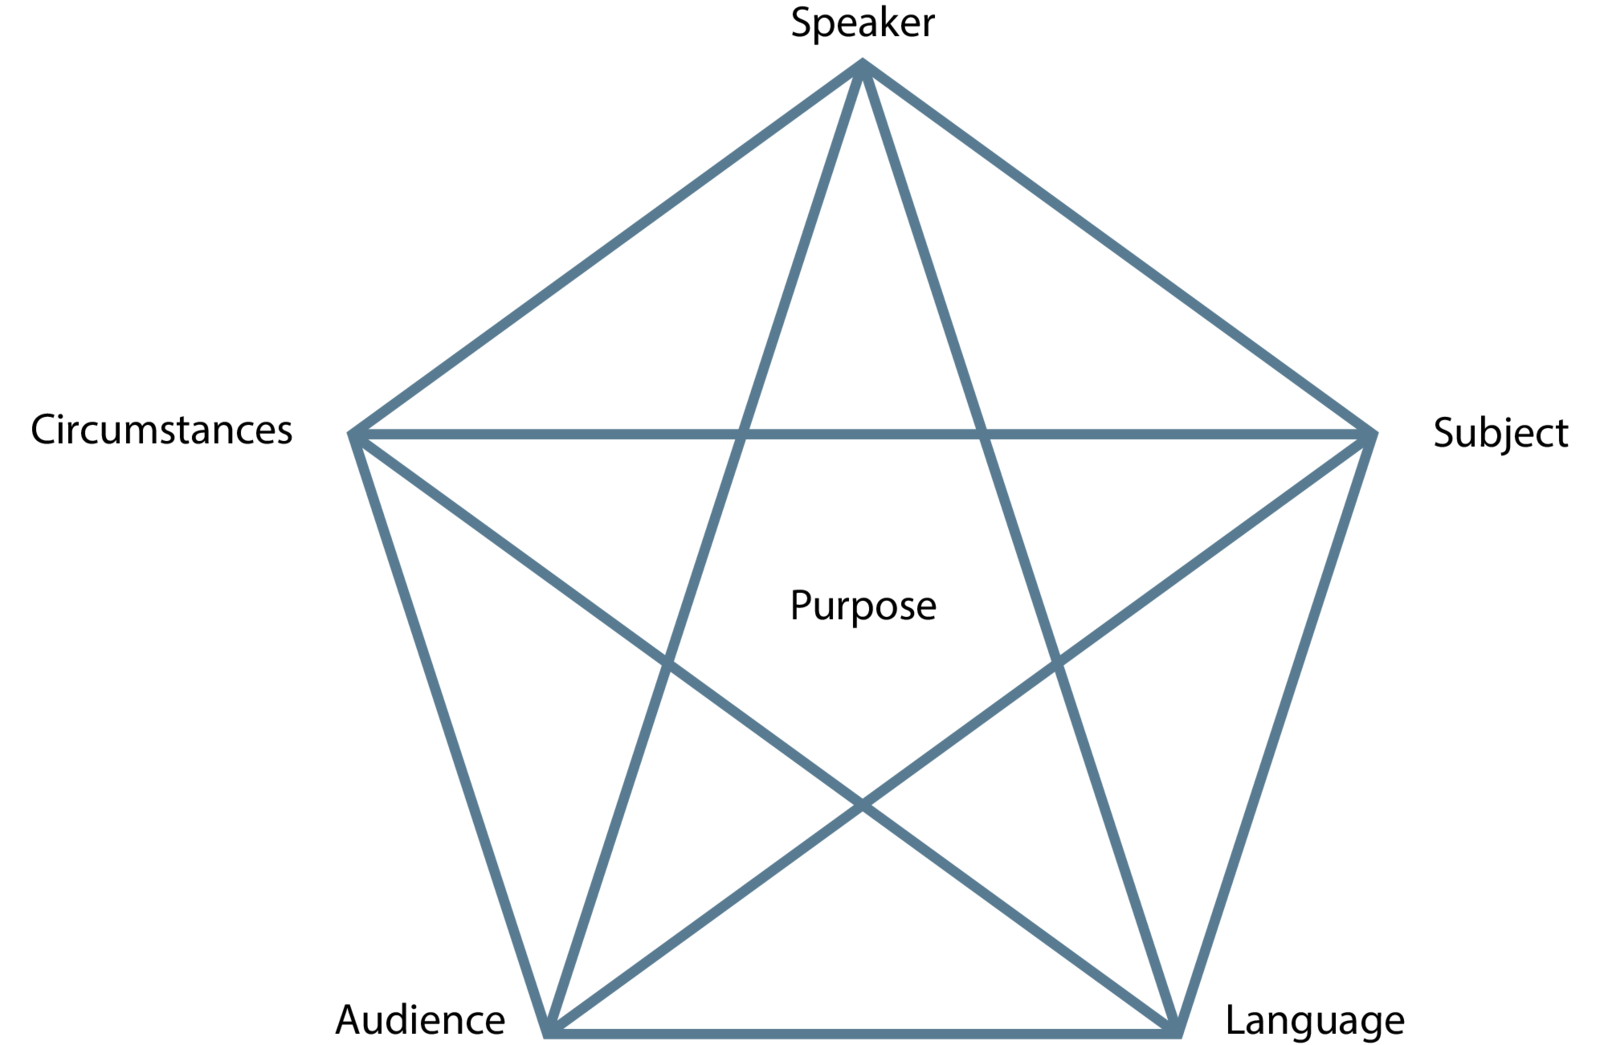 Speaker
Circumstances
Subject
Purpose
Audience
Language